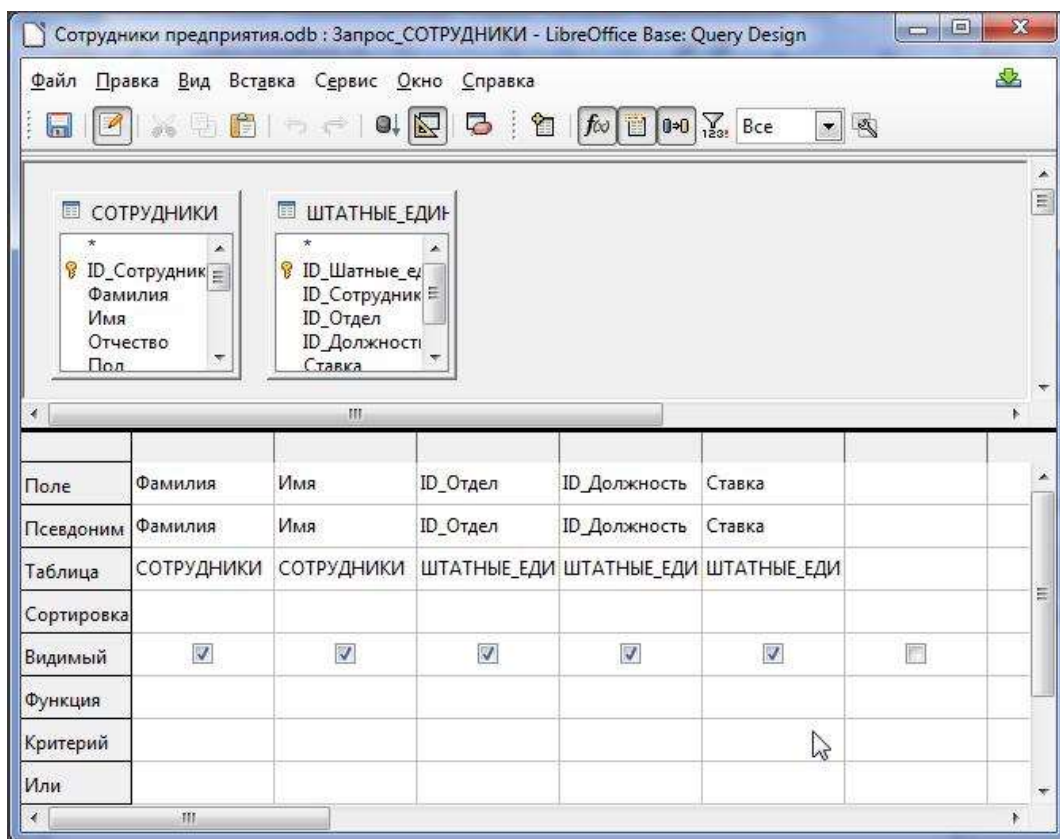 Сотрудники предприятия.odb : Запрос_СОТРУДНИКИ - LibreOffice Base: Query Design
Файл Правка Вид Вставка Сервис Окно Справка
Все
СОТРУДНИКИ ШТАТНЫЕ_ЕДИН
* *
ID_Сотрудник ID_Шатные_ед
Фамилия ID_Сотрудник
Имя ID_Отдел
Отчество ID_Должност
Пол Ставка
Поле Фамилия Имя ID_Отдел ID_Должность Ставка
Псевдоним Фамилия Имя ID_Отдел ID_Должность Ставка
Таблица СОТРУДНИКИ СОТРУДНИКИ ШТАТНЫЕ_ЕДИ ШТАТНЫЕ_ЕДИ ШТАТНЫЕ_ЕДИ
Сортировка
Видимый
Функция
Критерий
Или